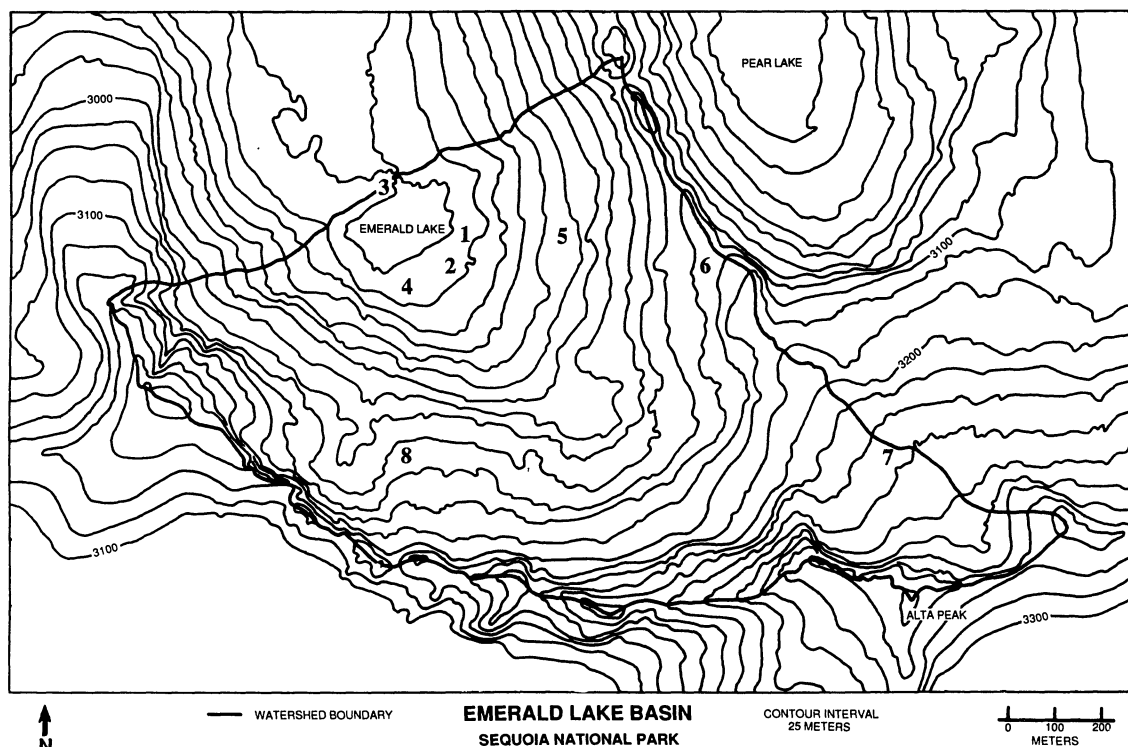 PEAR LAKE
3000
3
EMERALD LAKE
1
5
3100
2
6
3100
4
3200
8
7
3100
ALTA PEAK
3300
N
WATERSHED BOUNDARY
EMERALD LAKE BASIN
SEQUOIA NATIONAL PARK
CONTOUR INTERVAL
25 METERS
0 100 200
METERS